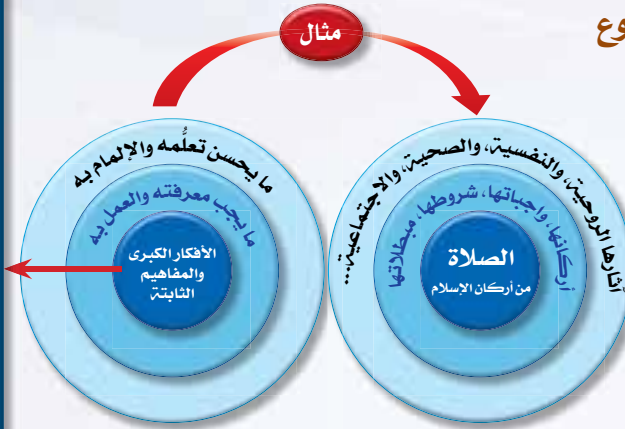 وع
مثال
آثارها الروحية، والنفسية، والصحية، والاجتماعية...
أركانها، واجباتها، شروطها، مبطلاتها
الصلاة
من أركان الإسلام
ما يحسن تعلُّمه والإلمام به
ما يجب معرفته والعمل به
الأفكار الكبرى
والمفاهيم
الثابتة